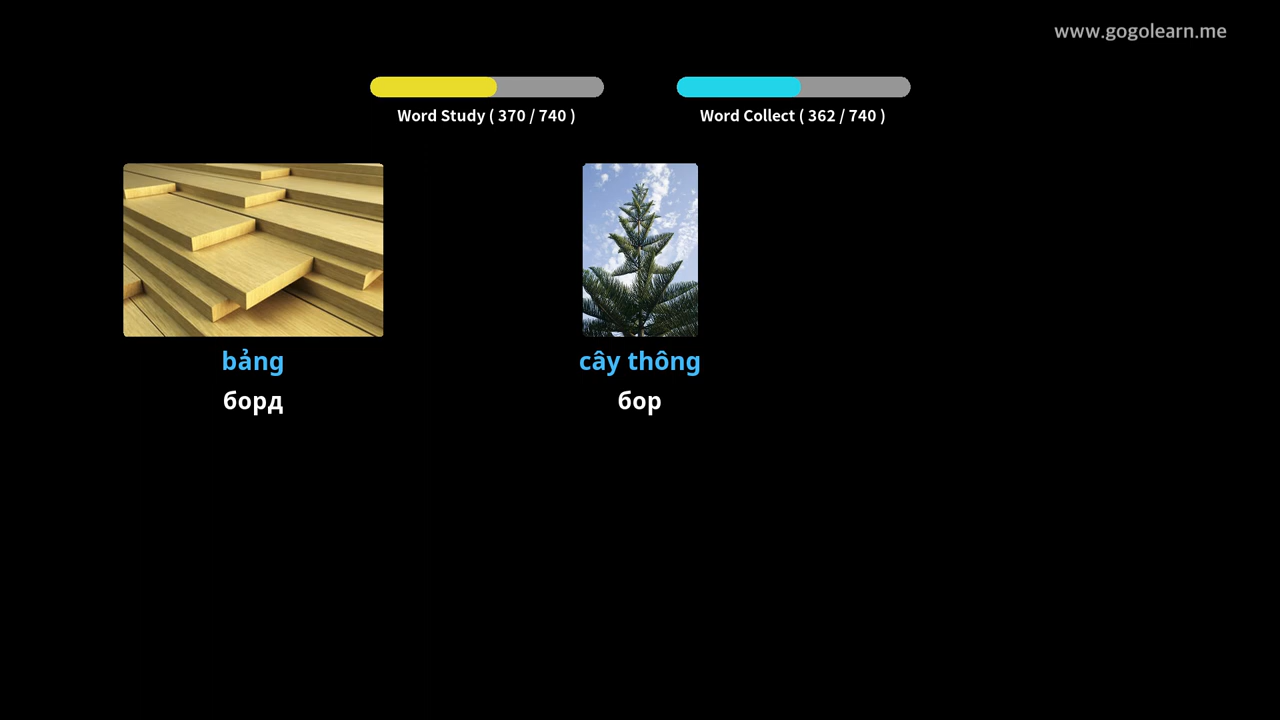 www.gogolearn.me
Word Study ( 370 / 740 )
Word Collect ( 362 / 740 )
bảng
борд
cây thông
бор